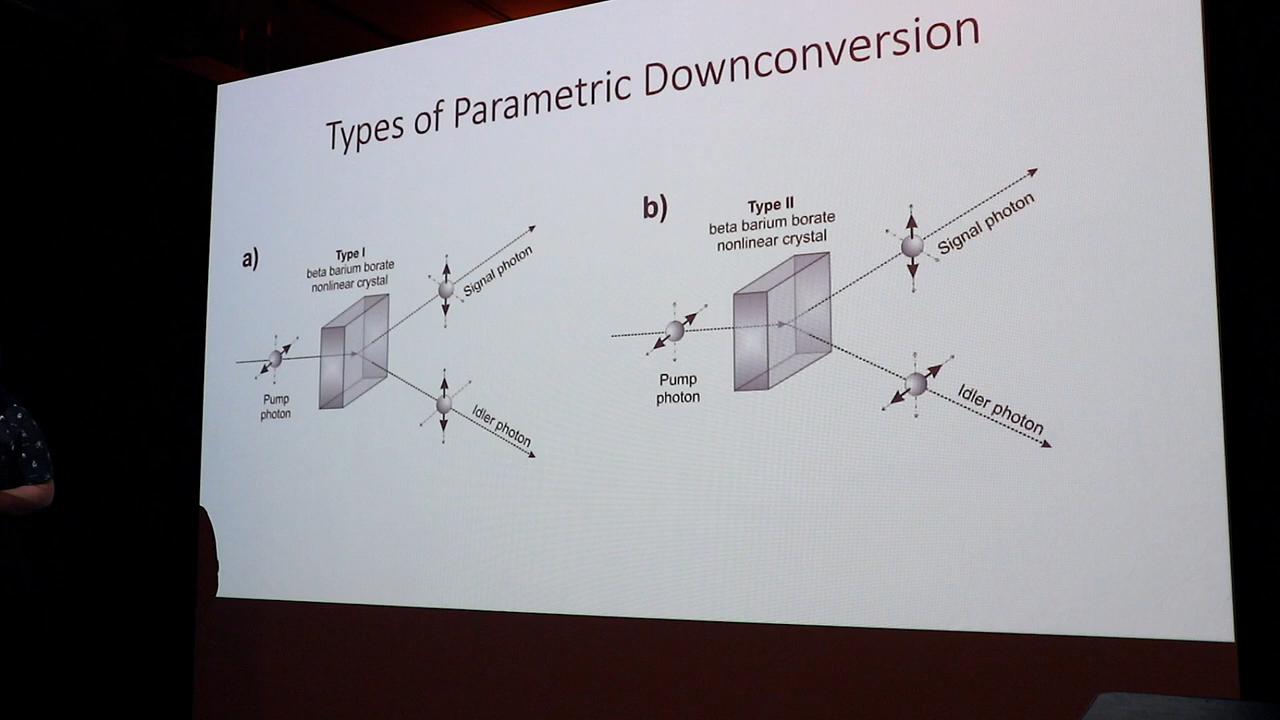 Types of Parametric Downconversion
a)
Type I
beta barium borate
nonlinear crystal
Pump
photon
Signal photon
Idler photon
b)
Type II
beta barium borate
nonlinear crystal
Pump
photon
Signal photon
Idler photon